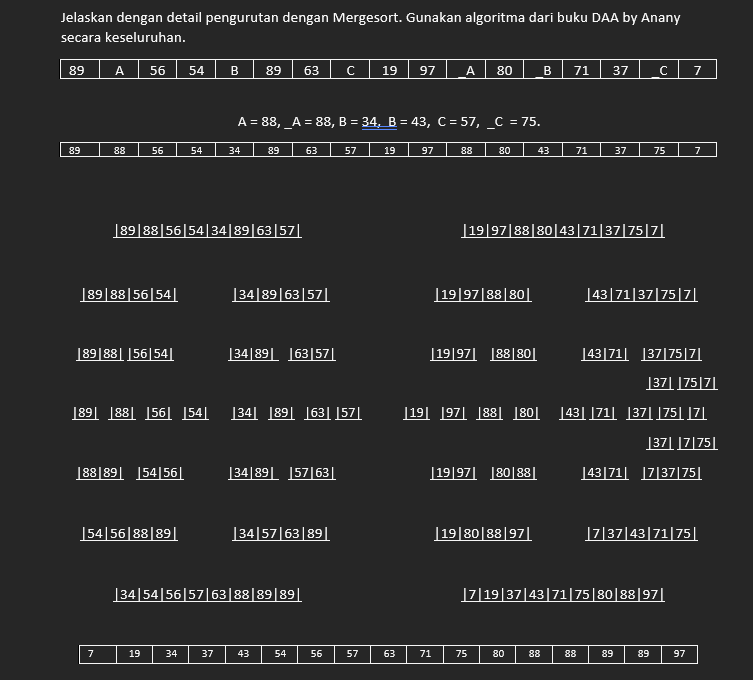 Jelaskan dengan detail pengurutan dengan Mergesort. Gunakan algoritma dari buku DAA by Anany
secara keseluruhan.
89 A 56 54 B 89 63 C 19 97 _A 80 _B 71 37 _C 7
A = 88, _A = 88, B = 34, _B = 43, C = 57, _C = 75.
89 88 56 54 34 89 63 57 19 97 88 80 43 71 37 75 7
|89|88|56|54|34|89|63|57| |19|97|88|80|43|71|37|75|7|
|89|88|56|54| |34|89|63|57| |19|97|88|80| |43|71|37|75|7|
|89|88| |56|54| |34|89| |63|57| |19|97| |88|80| |43|71| |37|75|7|
|37| |75|7|
|89| |88| |56| |54| |34| |89| |63| |57| |19| |97| |88| |80| |43| |71| |37| |75| |7|
|37| |7|75|
|88|89| |54|56| |34|89| |57|63| |19|97| |80|88| |43|71| |7|37|75|
|54|56|88|89| |34|57|63|89| |19|80|88|97| |7|37|43|71|75|
|34|54|56|57|63|88|89|89| |7|19|37|43|71|75|80|88|97|
7 19 34 37 43 54 56 57 63 71 75 80 88 88 89 89 97